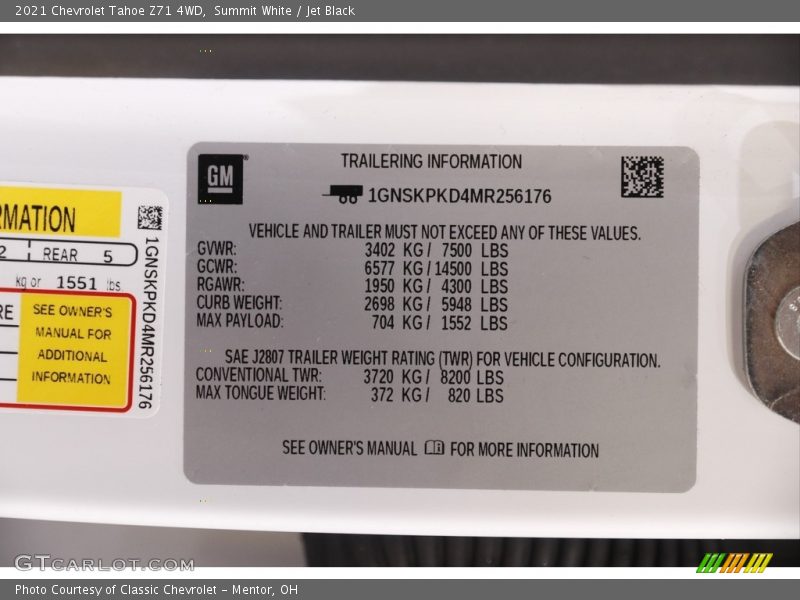 2021 Chevrolet Tahoe Z71 4WD, Summit White / Jet Black
RMATION
2 REAR 5
kg or 1551 lbs.
RE
SEE OWNER'S
MANUAL FOR
ADDITIONAL
INFORMATION
1GNSKPKD4MR256176
GM
TRAILERING INFORMATION
1GNSKPKD4MR256176
VEHICLE AND TRAILER MUST NOT EXCEED ANY OF THESE VALUES.
GVWR: 3402 KG / 7500 LBS
GCWR: 6577 KG / 14500 LBS
RGAWR: 1950 KG / 4300 LBS
CURB WEIGHT: 2698 KG / 5948 LBS
MAX PAYLOAD: 704 KG / 1552 LBS
SAE J2807 TRAILER WEIGHT RATING (TWR) FOR VEHICLE CONFIGURATION.
CONVENTIONAL TWR: 3720 KG / 8200 LBS
MAX TONGUE WEIGHT: 372 KG / 820 LBS
SEE OWNER'S MANUAL FOR MORE INFORMATION
GTCARLOT.COM
Photo Courtesy of Classic Chevrolet - Mentor, OH